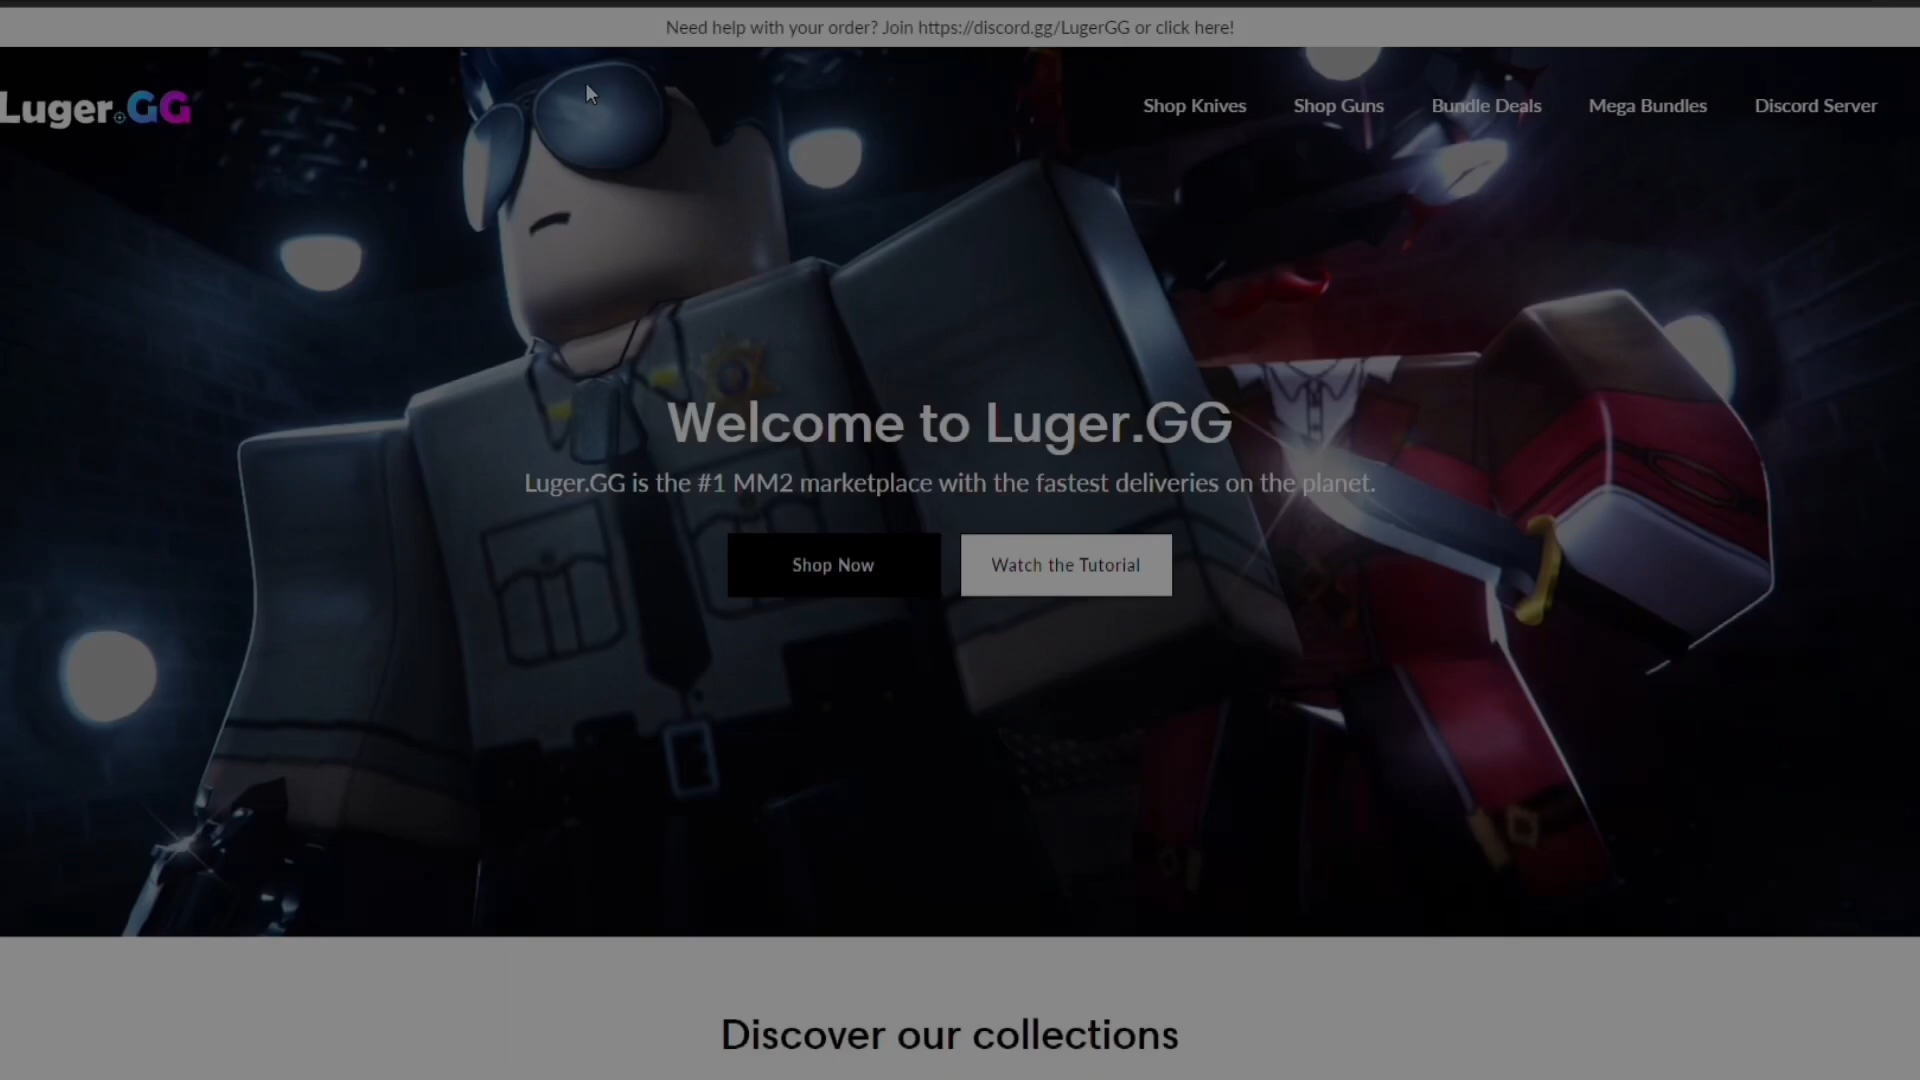 Need help with your order? Join https://discord.gg/LugerGG or click here!
Luger.GG
Shop Knives
Shop Guns
Bundle Deals
Mega Bundles
Discord Server
Welcome to Luger.GG
Luger.GG is the #1 MM2 marketplace with the fastest deliveries on the planet.
Shop Now
Watch the Tutorial
Discover our collections